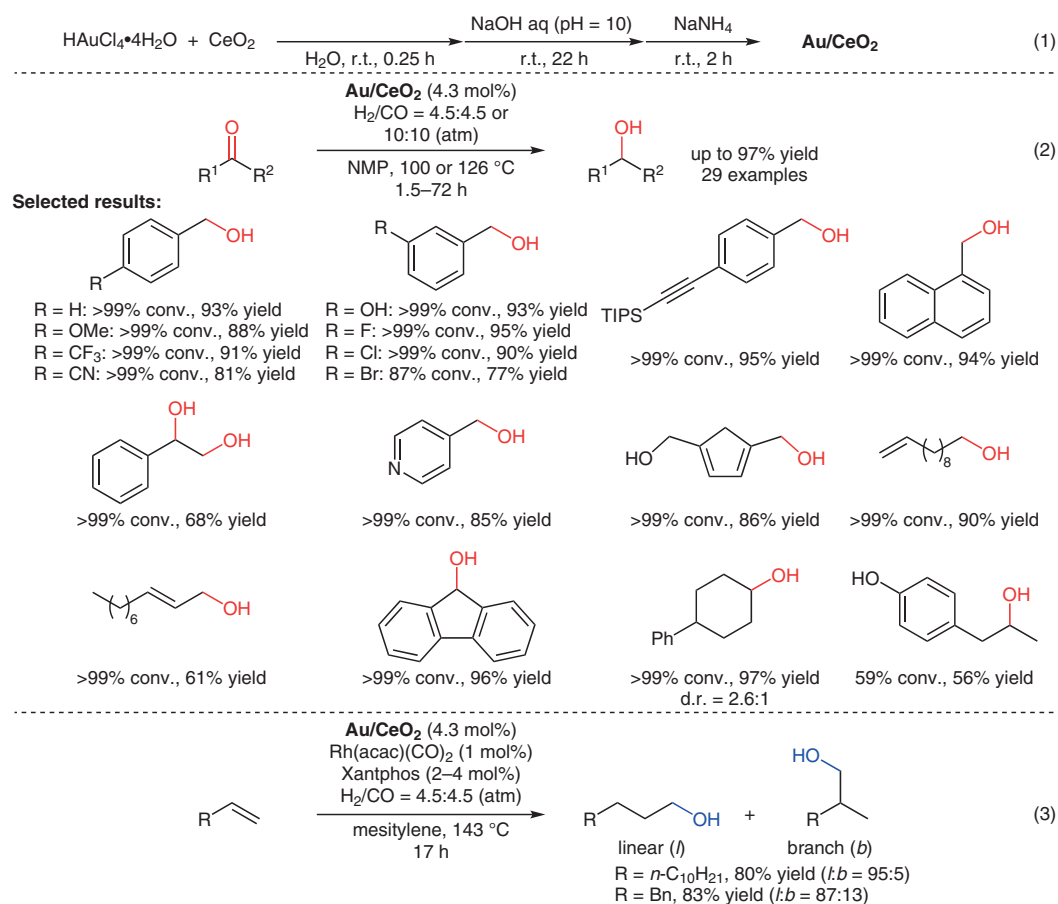 HAuCl4•4H2O + CeO2 H2O, r.t., 0.25 h NaOH aq (pH = 10) r.t., 22 h NaNH4 r.t., 2 h Au/CeO2 (1)
Au/CeO2 (4.3 mol%)
H2/CO = 4.5:4.5 or
10:10 (atm)
NMP, 100 or 126 °C
1.5–72 h
O
R1 R2
OH
R1 R2
up to 97% yield
29 examples
(2)
Selected results:
OH
R
R = H: >99% conv., 93% yield
R = OMe: >99% conv., 88% yield
R = CF3: >99% conv., 91% yield
R = CN: >99% conv., 81% yield
R
OH
R = OH: >99% conv., 93% yield
R = F: >99% conv., 95% yield
R = Cl: >99% conv., 90% yield
R = Br: 87% conv., 77% yield
OH
TIPS
>99% conv., 95% yield
OH
>99% conv., 94% yield
OH
OH
>99% conv., 68% yield
OH
N
>99% conv., 85% yield
HO OH
>99% conv., 86% yield
8 OH
>99% conv., 90% yield
6 OH
>99% conv., 61% yield
OH
>99% conv., 96% yield
OH
Ph
>99% conv., 97% yield
d.r. = 2.6:1
HO
OH
59% conv., 56% yield
Au/CeO2 (4.3 mol%)
Rh(acac)(CO)2 (1 mol%)
Xantphos (2–4 mol%)
H2/CO = 4.5:4.5 (atm)
mesitylene, 143 °C
17 h
R
R OH
linear (l)
+
HO
R
branch (b)
(3)
R = n-C10H21, 80% yield (l:b = 95:5)
R = Bn, 83% yield (l:b = 87:13)